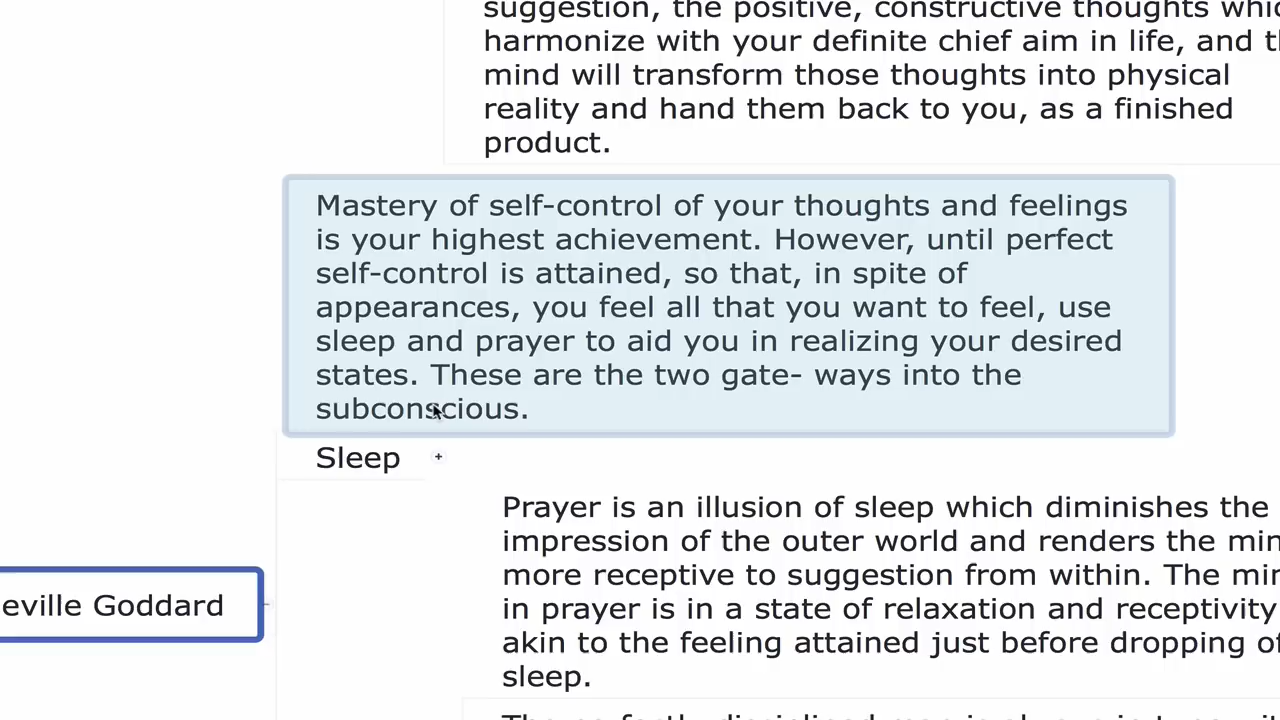 suggestion, the positive, constructive thoughts
harmonize with your definite chief aim in life, and
mind will transform those thoughts into physical
reality and hand them back to you, as a finished
product.
Mastery of self-control of your thoughts and feelings
is your highest achievement. However, until perfect
self-control is attained, so that, in spite of
appearances, you feel all that you want to feel, use
sleep and prayer to aid you in realizing your desired
states. These are the two gate- ways into the
subconscious.
Sleep
Prayer is an illusion of sleep which diminishes the
impression of the outer world and renders the
more receptive to suggestion from within. The
in prayer is in a state of relaxation and receptivity
eville Goddard
akin to the feeling attained just before dropping
sleep.